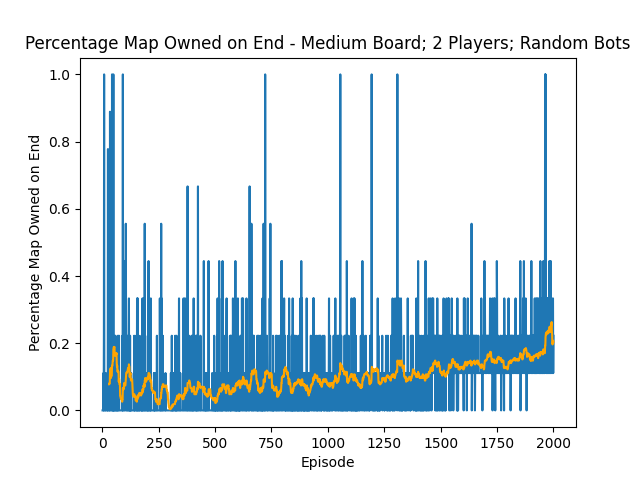 Percentage Map Owned on End - Medium Board; 2 Players; Random Bots
1.0
0.8
0.6
0.4
0.2
0.0
Percentage Map Owned on End
0 250 500 750 1000 1250 1500 1750 2000
Episode